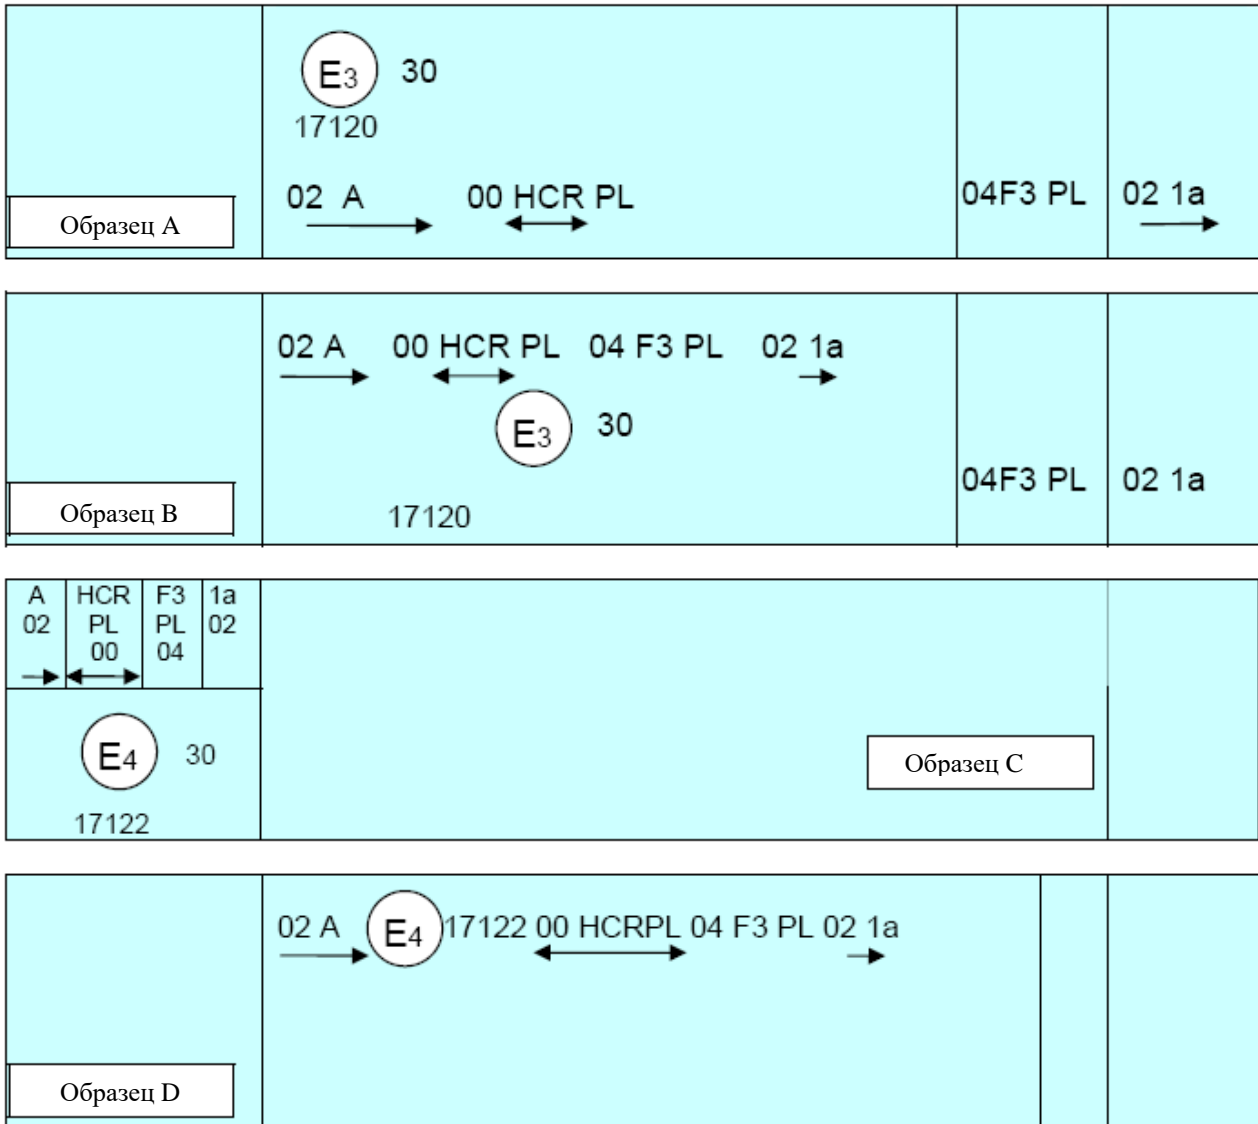 E3 30
17120
02 A 00 HCR PL 04F3 PL 02 1a
Образец A
02 A 00 HCR PL 04 F3 PL 02 1a
E3 30
04F3 PL 02 1a
Образец B
17120
A HCR F3 1a
02 PL PL 02
00 04
E4 30
Образец C
17122
02 A E4 17122 00 HCRPL 04 F3 PL 02 1a
Образец D